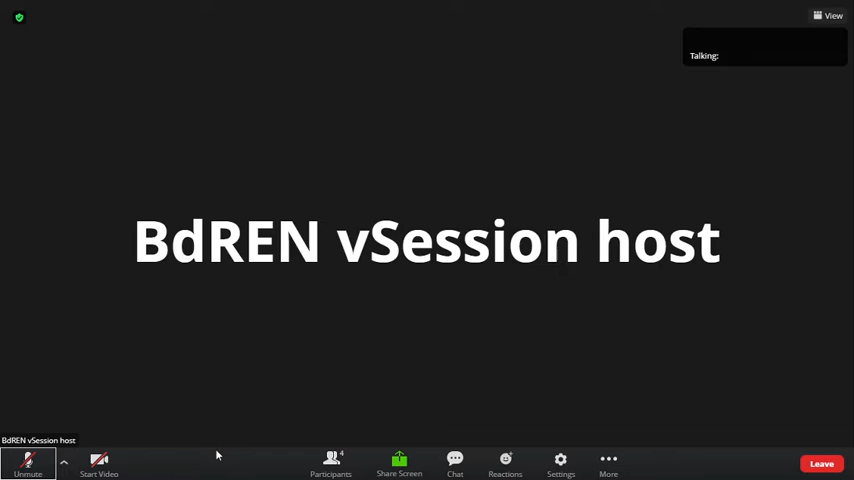 View
Talking:
BdREN vSession host
BdREN vSession host
Unmute
Start Video
Participants
4
Share Screen
Chat
Reactions
Settings
More
Leave